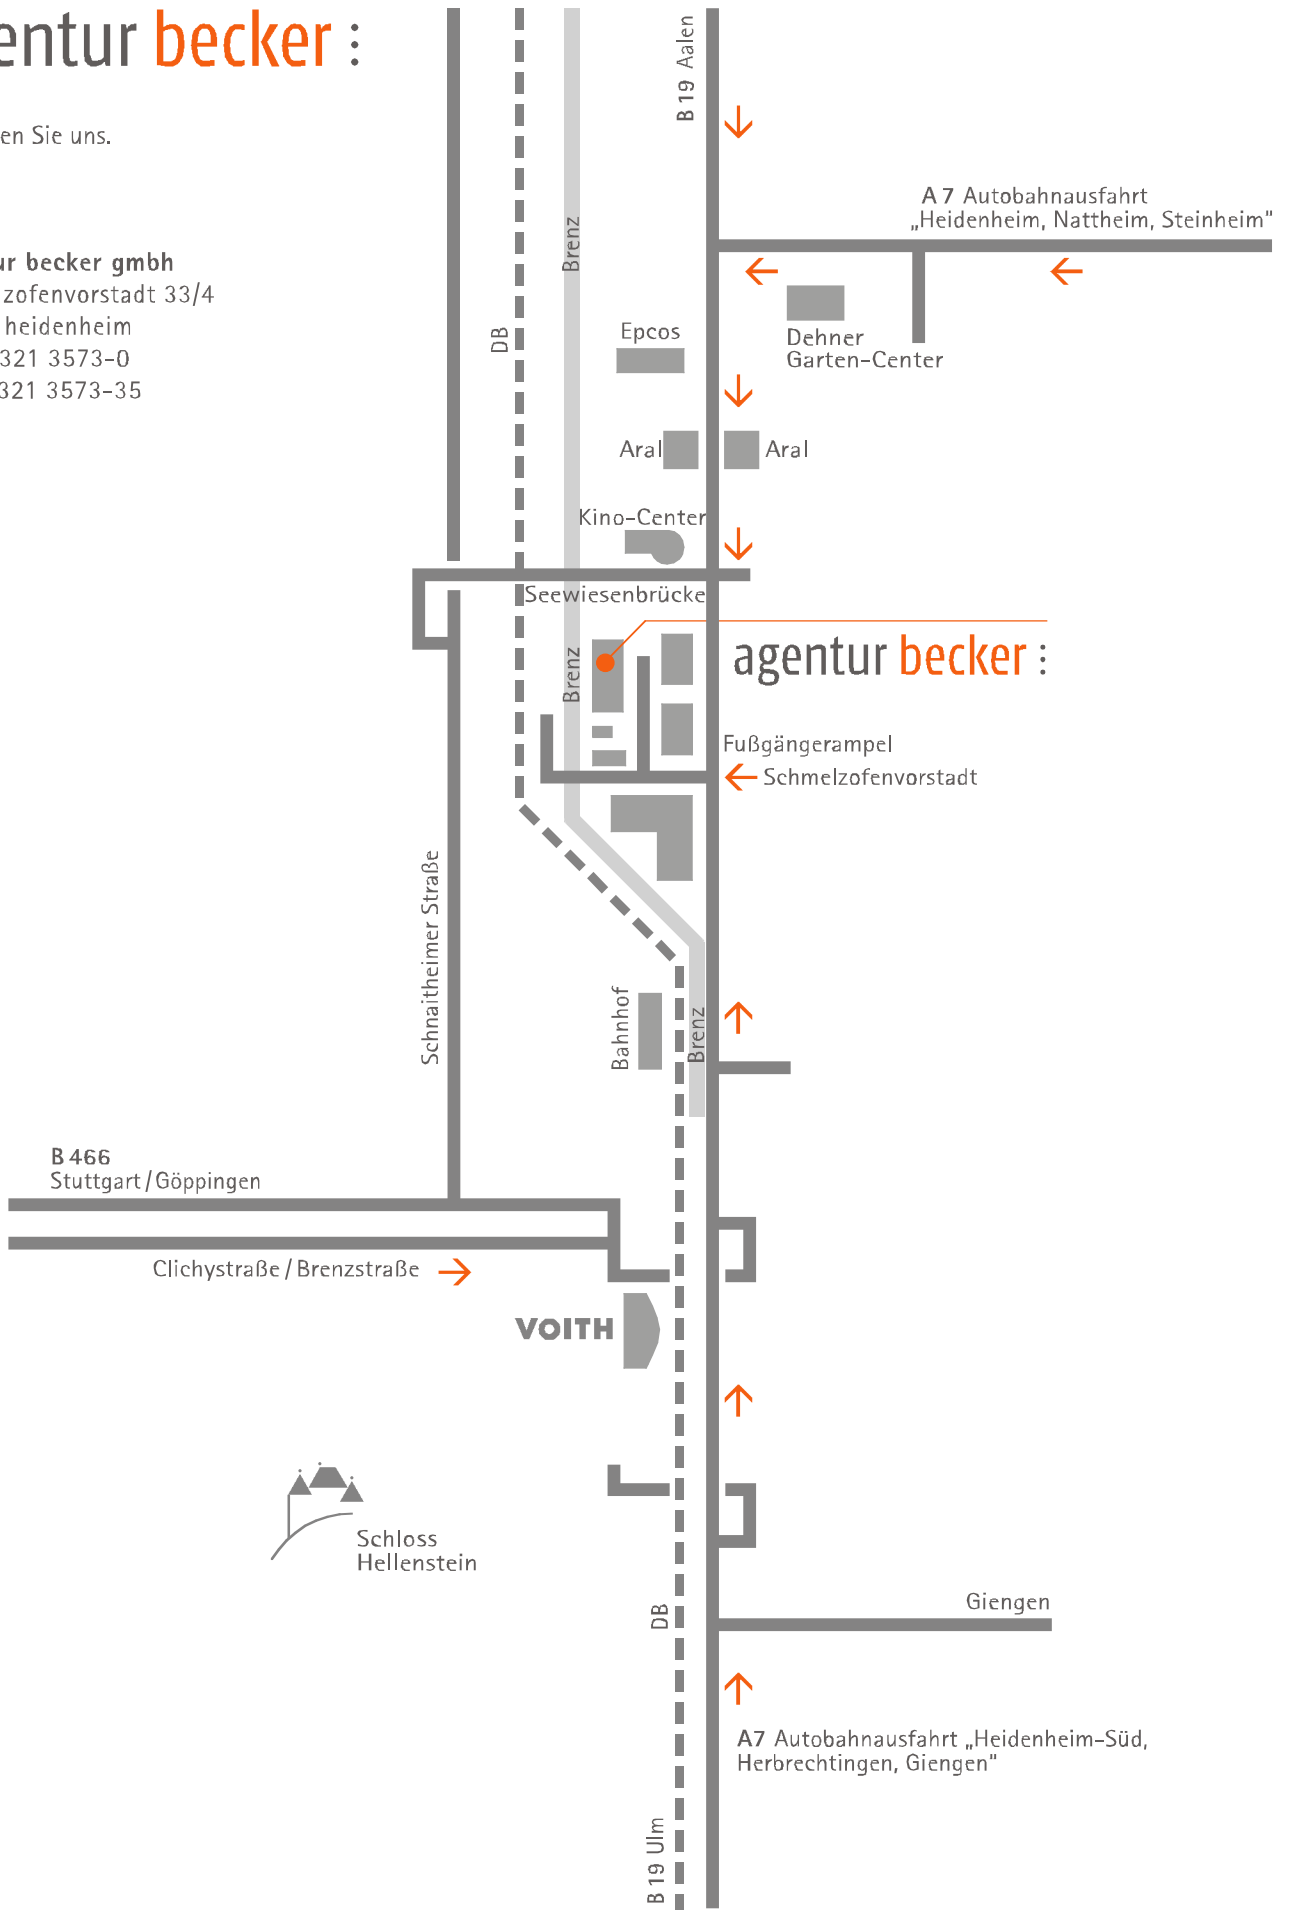 entur becker :
en Sie uns.
ur becker gmbh
zofenvorstadt 33/4
heidenheim
321 3573-0
321 3573-35
B 19 Aalen
A 7 Autobahnausfahrt
„Heidenheim, Nattheim, Steinheim"
Brenz
DB
Epcos
Dehner
Garten-Center
Aral
Aral
Kino-Center
Seewiesenbrücke
agentur becker :
Brenz
Fußgängerampel
Schmelzofenvorstadt
Schnaitheimer Straße
Bahnhof
Brenz
B 466
Stuttgart / Göppingen
Clichystraße / Brenzstraße
VOITH
Schloss
Hellenstein
Giengen
DB
A7 Autobahnausfahrt „Heidenheim-Süd,
Herbrechtingen, Giengen"
B 19 Ulm